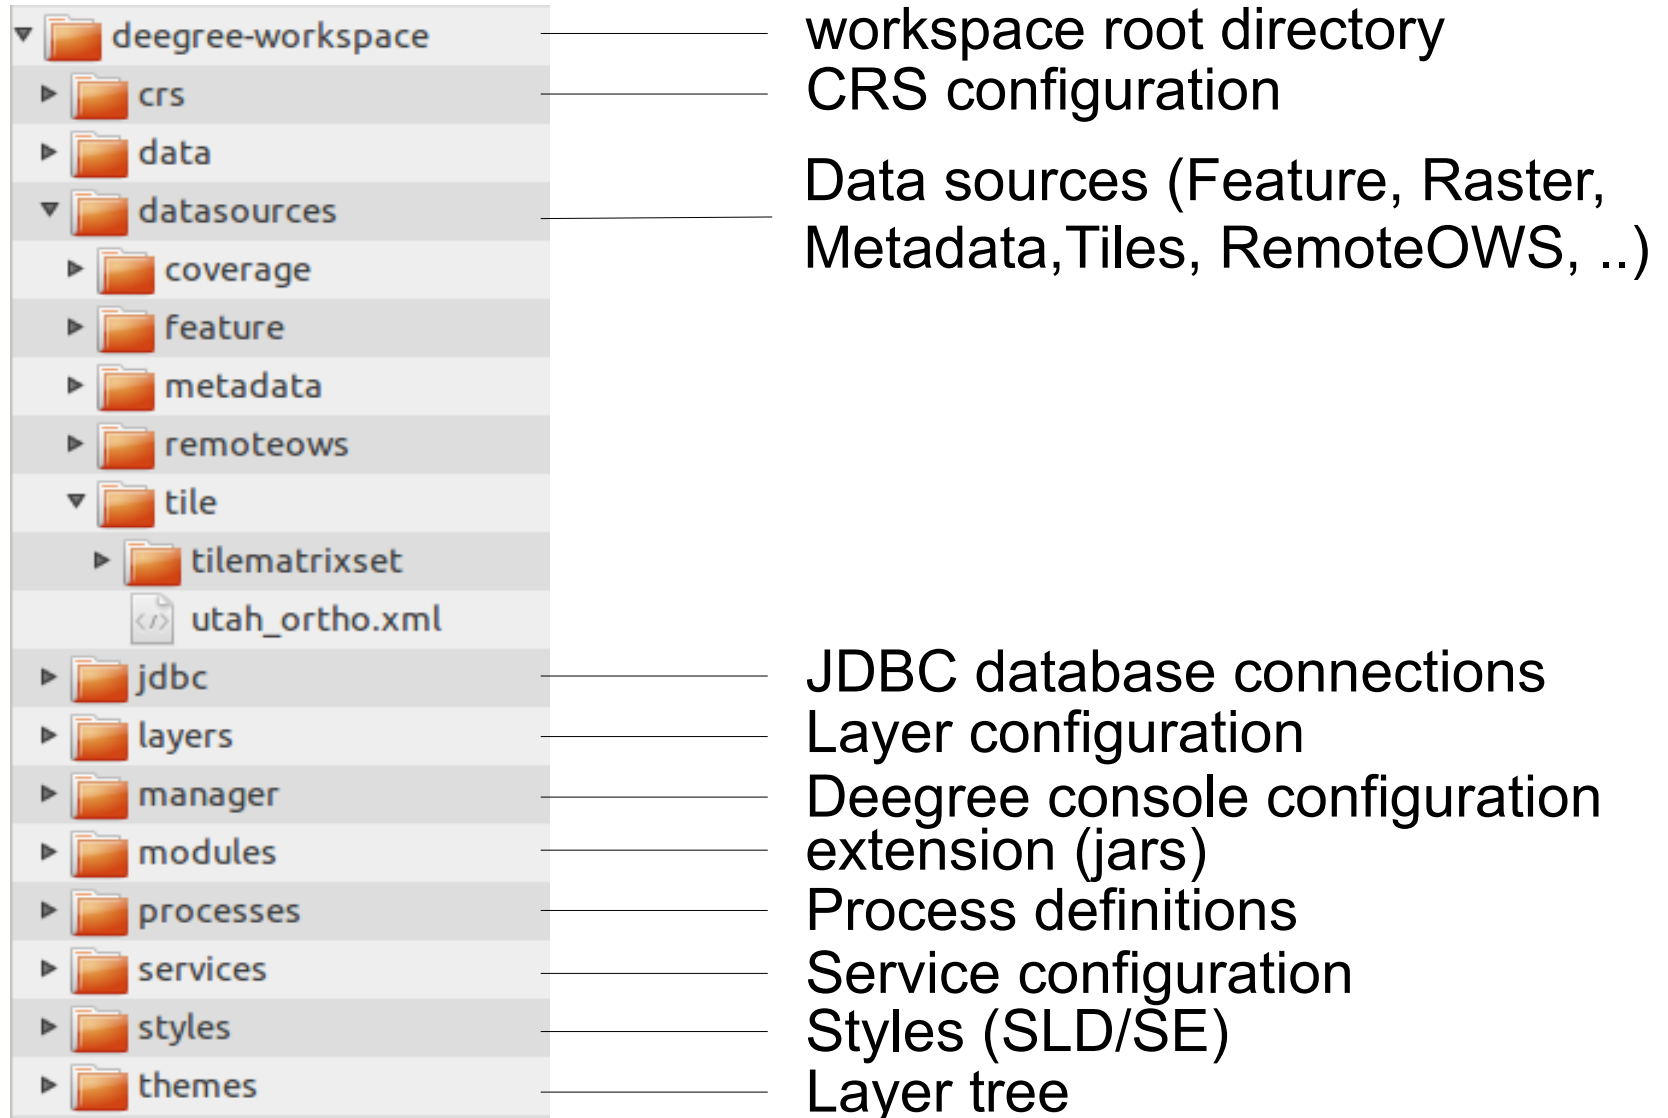 deegree-workspace workspace root directory
crs CRS configuration
data
Data sources (Feature, Raster,
datasources
Metadata,Tiles, RemoteOWS, ..)
coverage
feature
metadata
remoteows
tile
tilematrixset
utah_ortho.xml
jdbc JDBC database connections
layers Layer configuration
manager Deegree console configuration
modules extension (jars)
processes Process definitions
services Service configuration
styles Styles (SLD/SE)
themes Layer tree